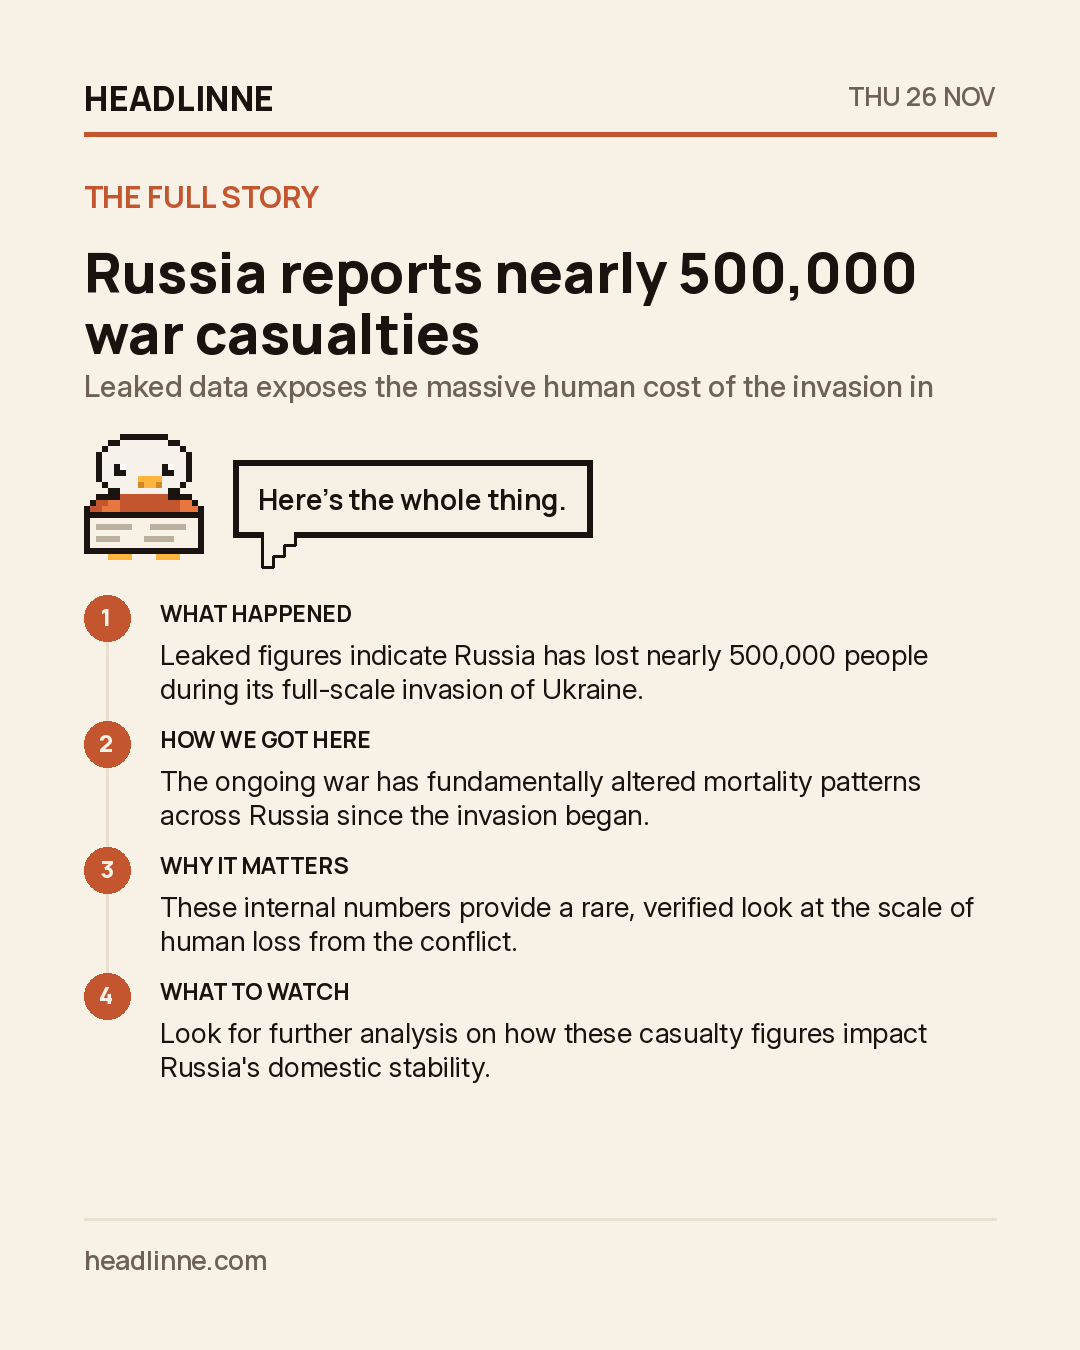 HEADLINNE
THU 26 NOV
THE FULL STORY
Russia reports nearly 500,000
war casualties
Leaked data exposes the massive human cost of the invasion in
Here’s the whole thing.
1
WHAT HAPPENED
Leaked figures indicate Russia has lost nearly 500,000 people
during its full-scale invasion of Ukraine.
2
HOW WE GOT HERE
The ongoing war has fundamentally altered mortality patterns
across Russia since the invasion began.
3
WHY IT MATTERS
These internal numbers provide a rare, verified look at the scale of
human loss from the conflict.
4
WHAT TO WATCH
Look for further analysis on how these casualty figures impact
Russia's domestic stability.
headlinne.com